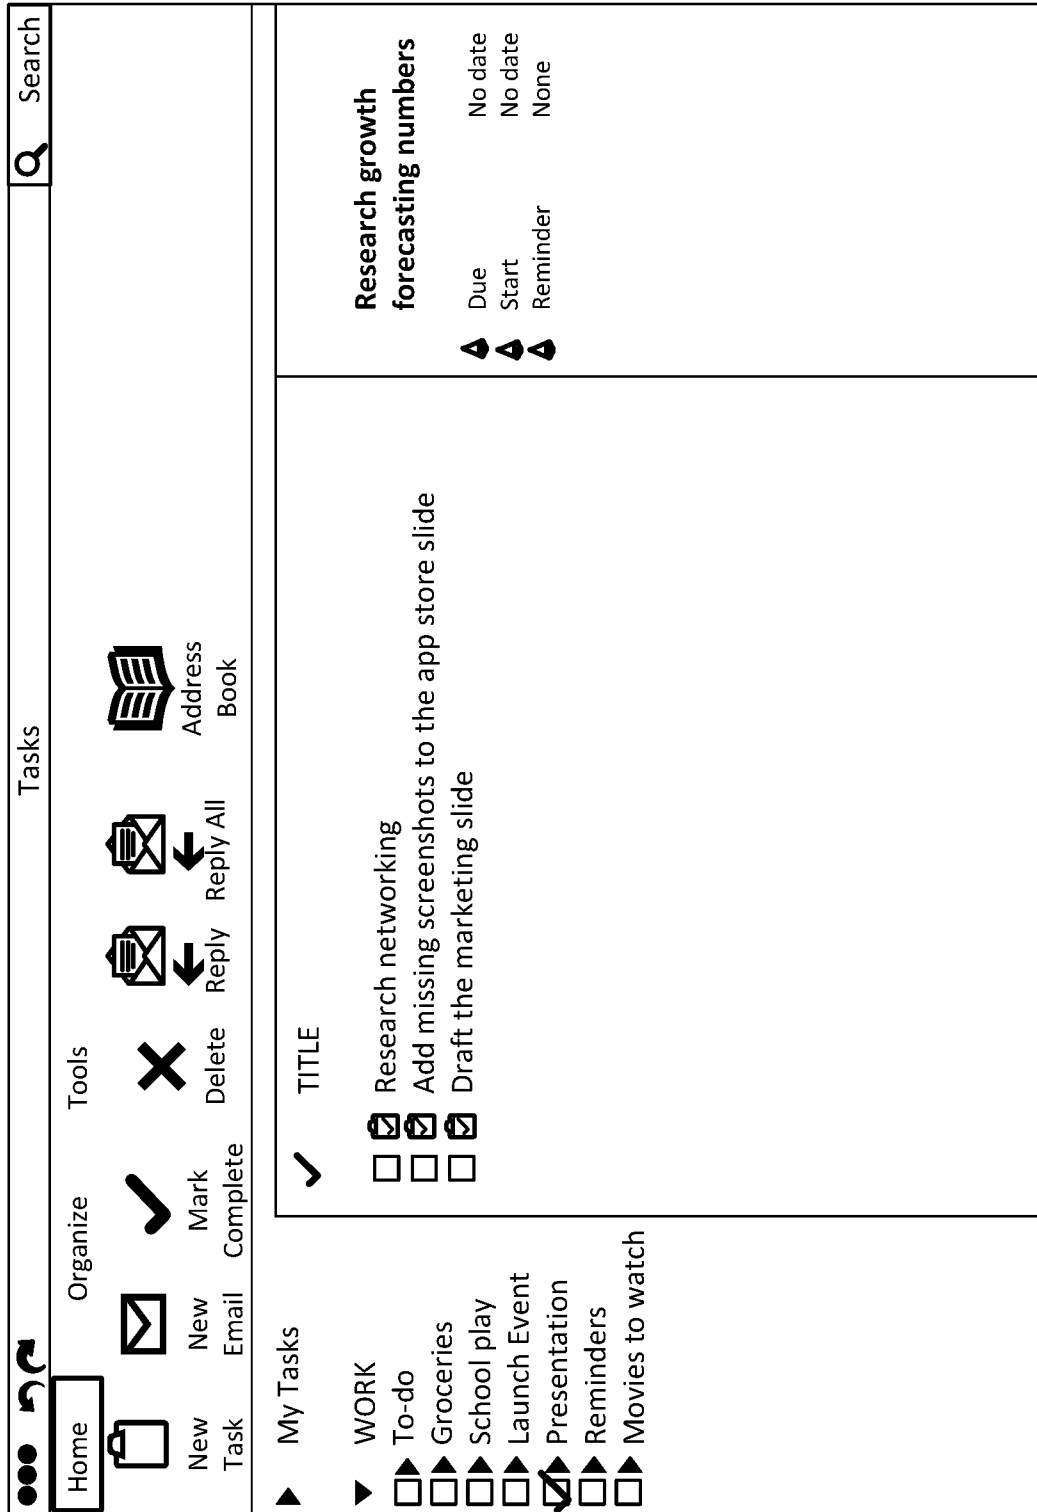 Tasks
Search
Home
Organize
Tools
New
Task
New
Email
Mark
Complete
Delete
Reply
Reply All
Address
Book
My Tasks
WORK
To-do
Groceries
School play
Launch Event
Presentation
Reminders
Movies to watch
TITLE
Research networking
Add missing screenshots to the app store slide
Draft the marketing slide
Research growth
forecasting numbers
Due No date
Start No date
Reminder None